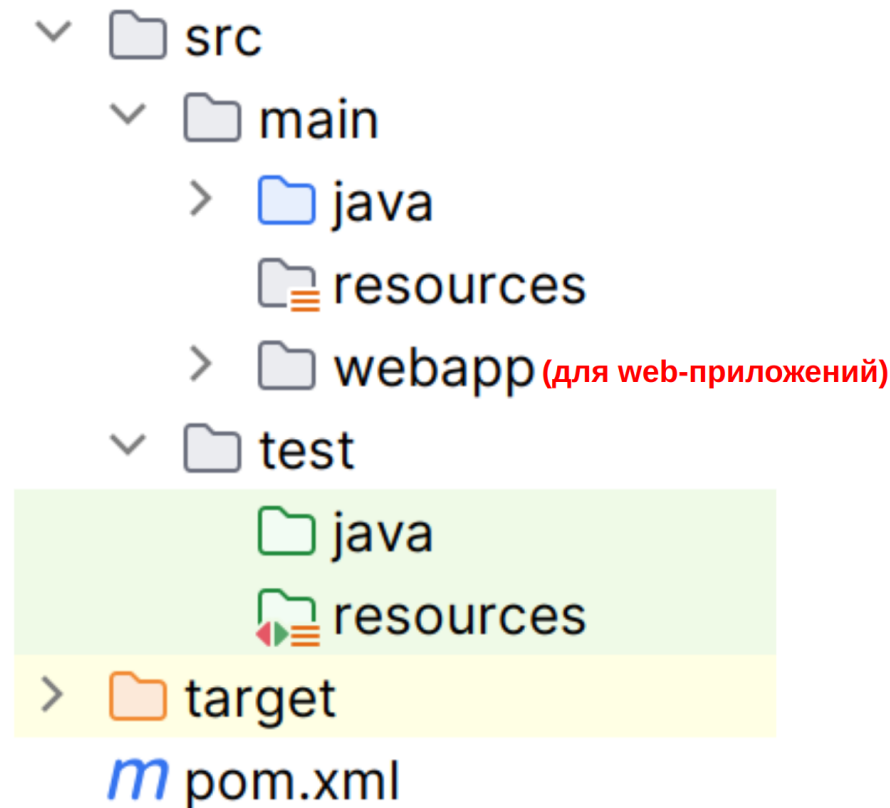 src
main
java
resources
webapp (для web-приложений)
test
java
resources
target
m pom.xml